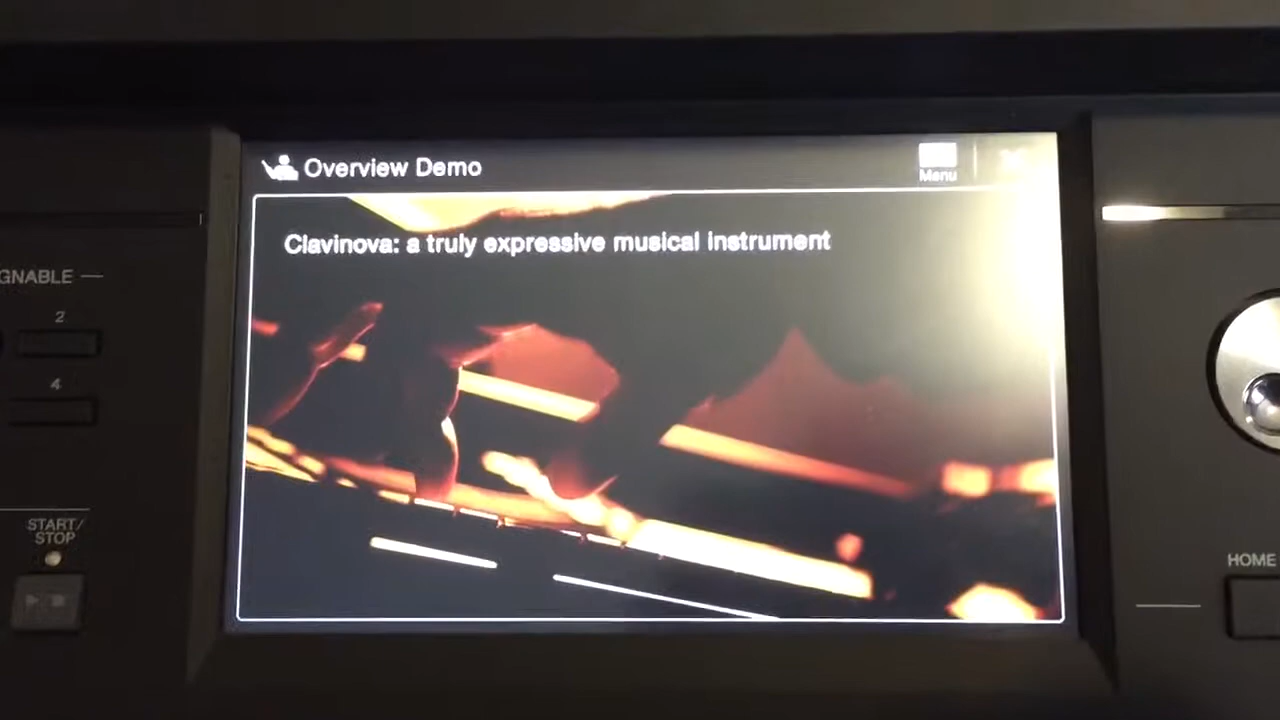 Overview Demo
Menu
Clavinova: a truly expressive musical instrument
GNABLE
2
4
START/
STOP
HOME